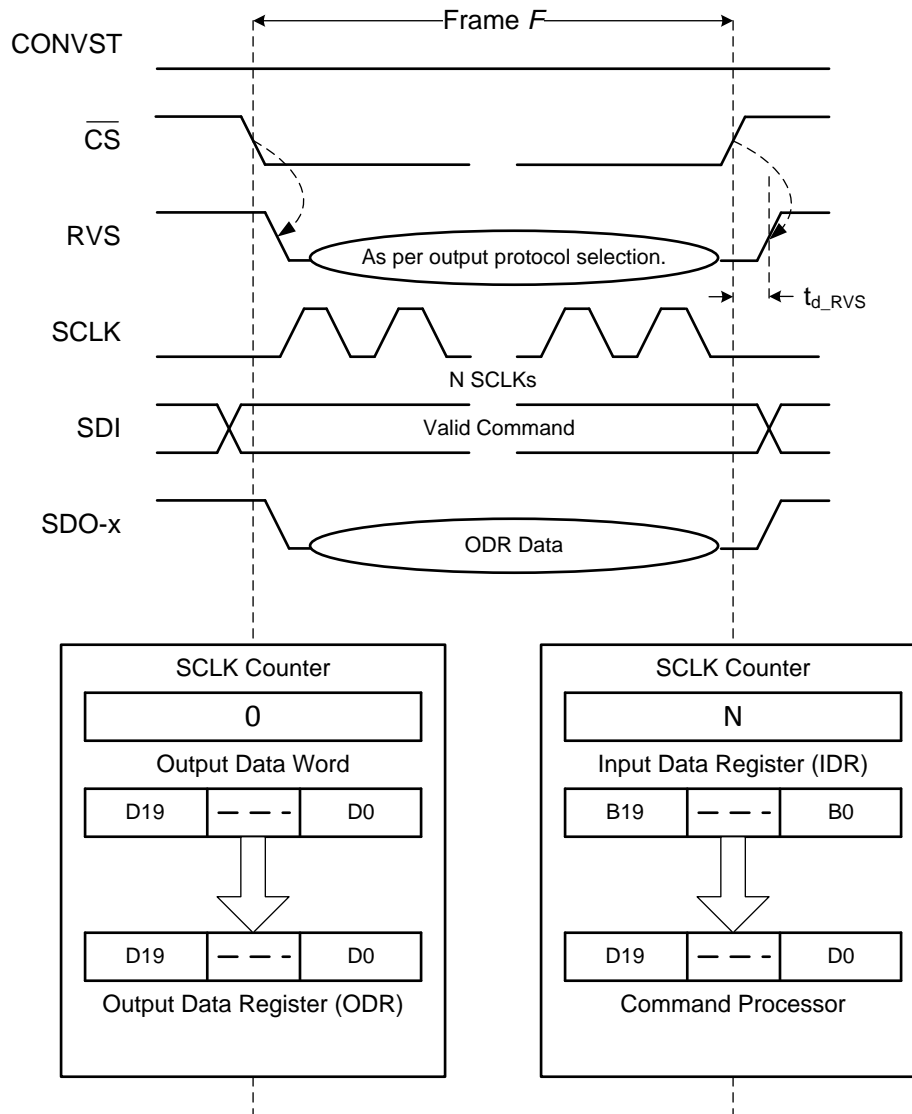 Frame F
CONVST
CS
RVS
As per output protocol selection.
td_RVS
SCLK
N SCLKs
SDI
Valid Command
SDO-x
ODR Data
SCLK Counter
0
Output Data Word
D19
D0
D19
D0
Output Data Register (ODR)
SCLK Counter
N
Input Data Register (IDR)
B19
B0
D19
D0
Command Processor